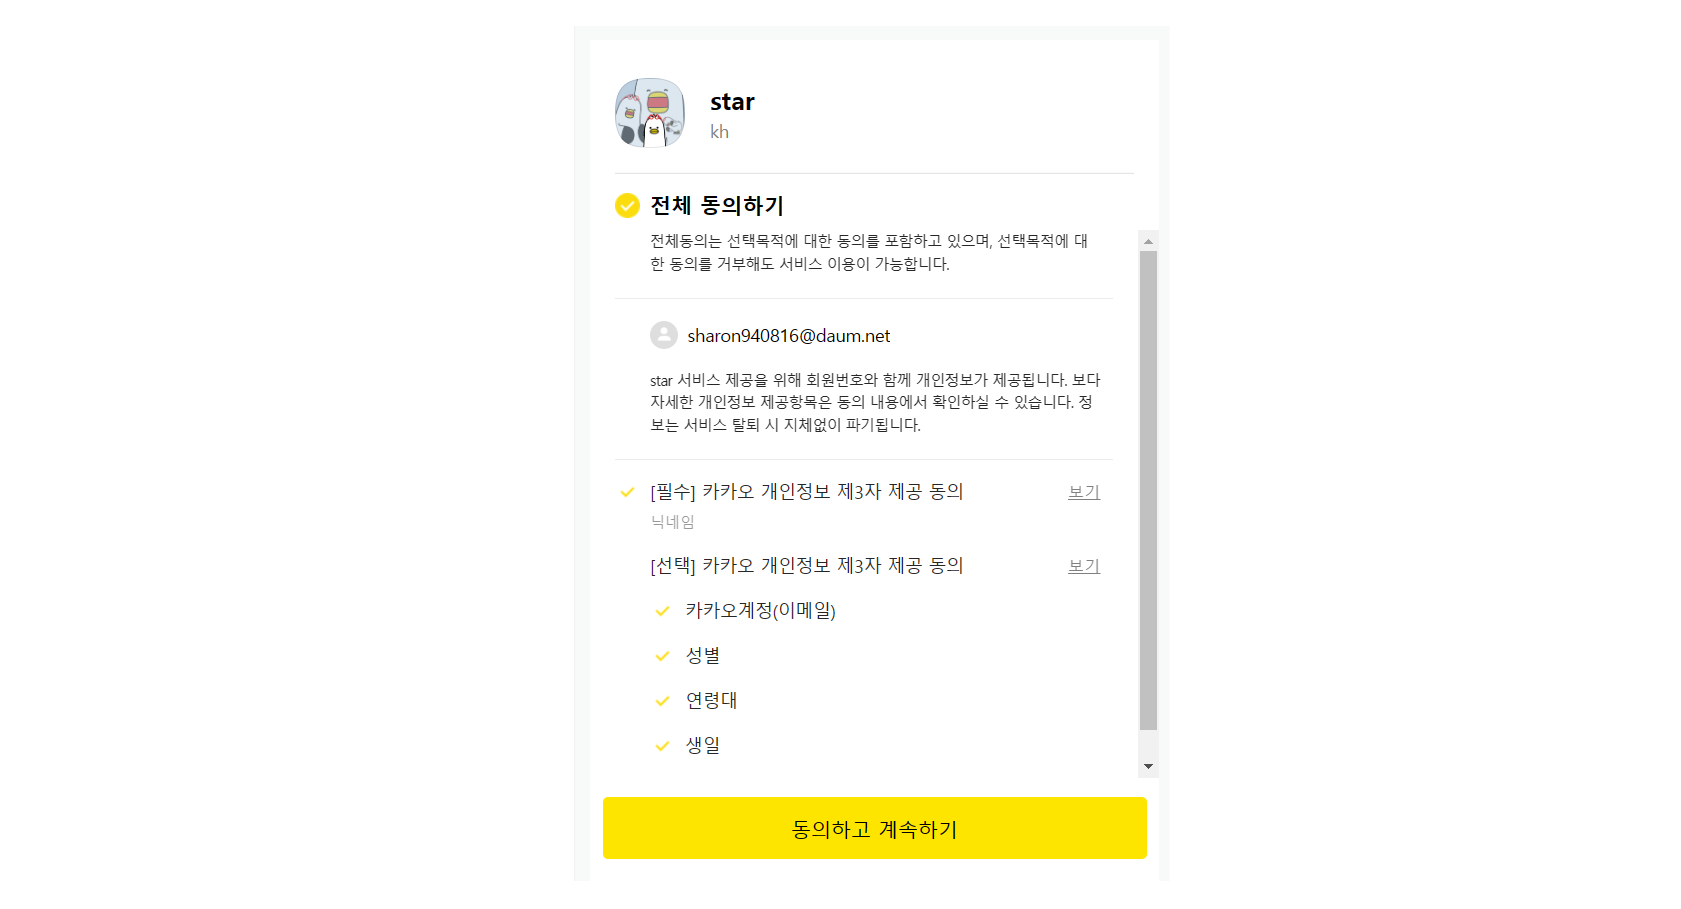 star
kh
전체 동의하기
전체동의는 선택목적에 대한 동의를 포함하고 있으며, 선택목적에 대
한 동의를 거부해도 서비스 이용이 가능합니다.
sharon940816@daum.net
star 서비스 제공을 위해 회원번호와 함께 개인정보가 제공됩니다. 보다
자세한 개인정보 제공항목은 동의 내용에서 확인하실 수 있습니다. 정
보는 서비스 탈퇴 시 지체없이 파기됩니다.
[필수] 카카오 개인정보 제3자 제공 동의 보기
닉네임
[선택] 카카오 개인정보 제3자 제공 동의 보기
카카오계정(이메일)
성별
연령대
생일
동의하고 계속하기